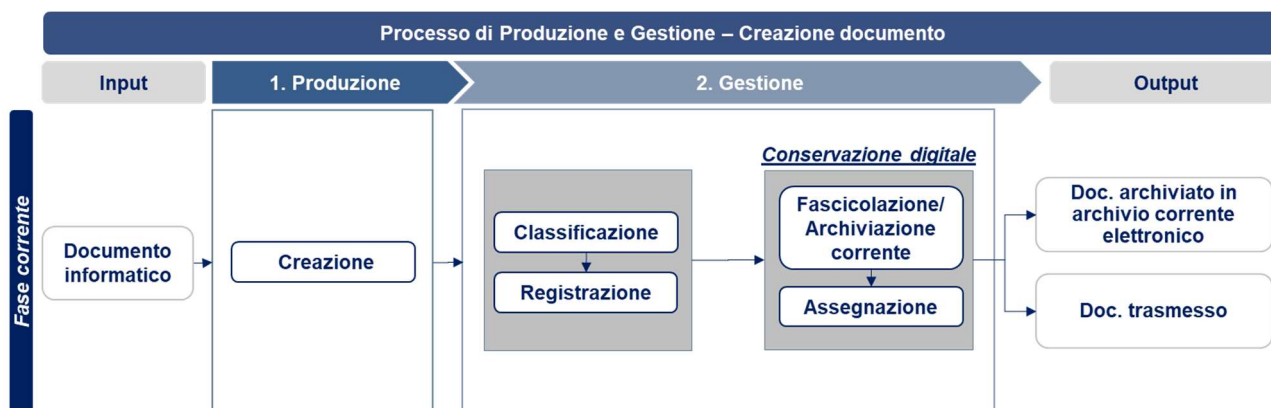 Processo di Produzione e Gestione – Creazione documento
Input
1. Produzione
2. Gestione
Output
Fase corrente
Documento
informatico
Creazione
Classificazione
Registrazione
Conservazione digitale
Fascicolazione/
Archiviazione
corrente
Assegnazione
Doc. archiviato in
archivio corrente
elettronico
Doc. trasmesso